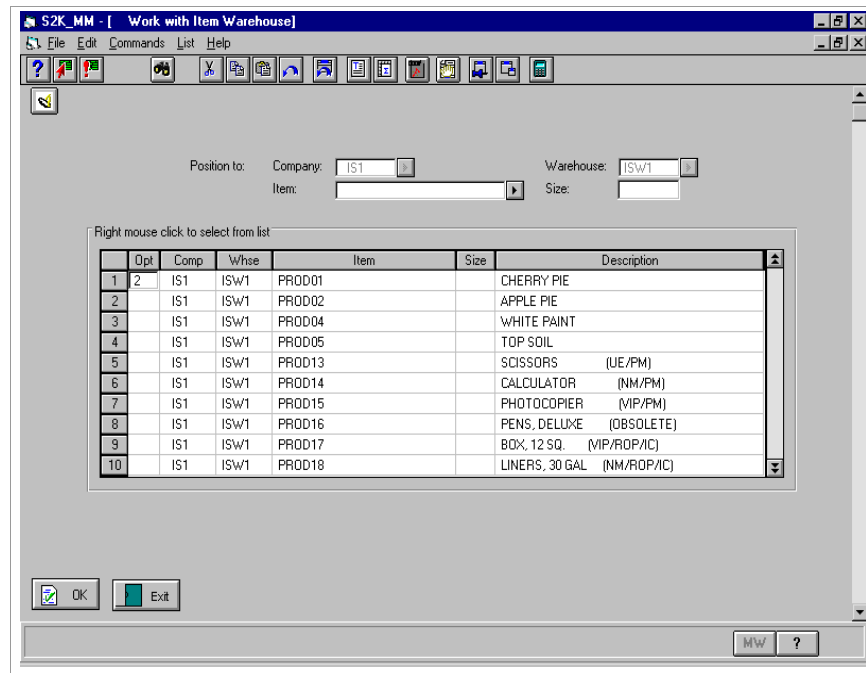 S2K_MM - [ Work with Item Warehouse]
File Edit Commands List Help
Position to: Company: IS1 Warehouse: ISW1
Item: Size:
Right mouse click to select from list
Opt Comp Whse Item Size Description
1 2 IS1 ISW1 PROD01 CHERRY PIE
2 IS1 ISW1 PROD02 APPLE PIE
3 IS1 ISW1 PROD04 WHITE PAINT
4 IS1 ISW1 PROD05 TOP SOIL
5 IS1 ISW1 PROD13 SCISSORS (UE/PM)
6 IS1 ISW1 PROD14 CALCULATOR (NM/PM)
7 IS1 ISW1 PROD15 PHOTOCOPIER (VIP/PM)
8 IS1 ISW1 PROD16 PENS, DELUXE (OBSOLETE)
9 IS1 ISW1 PROD17 BOX, 12 SQ. (VIP/ROP/IC)
10 IS1 ISW1 PROD18 LINERS, 30 GAL (NM/ROP/IC)
OK Exit
MW ?